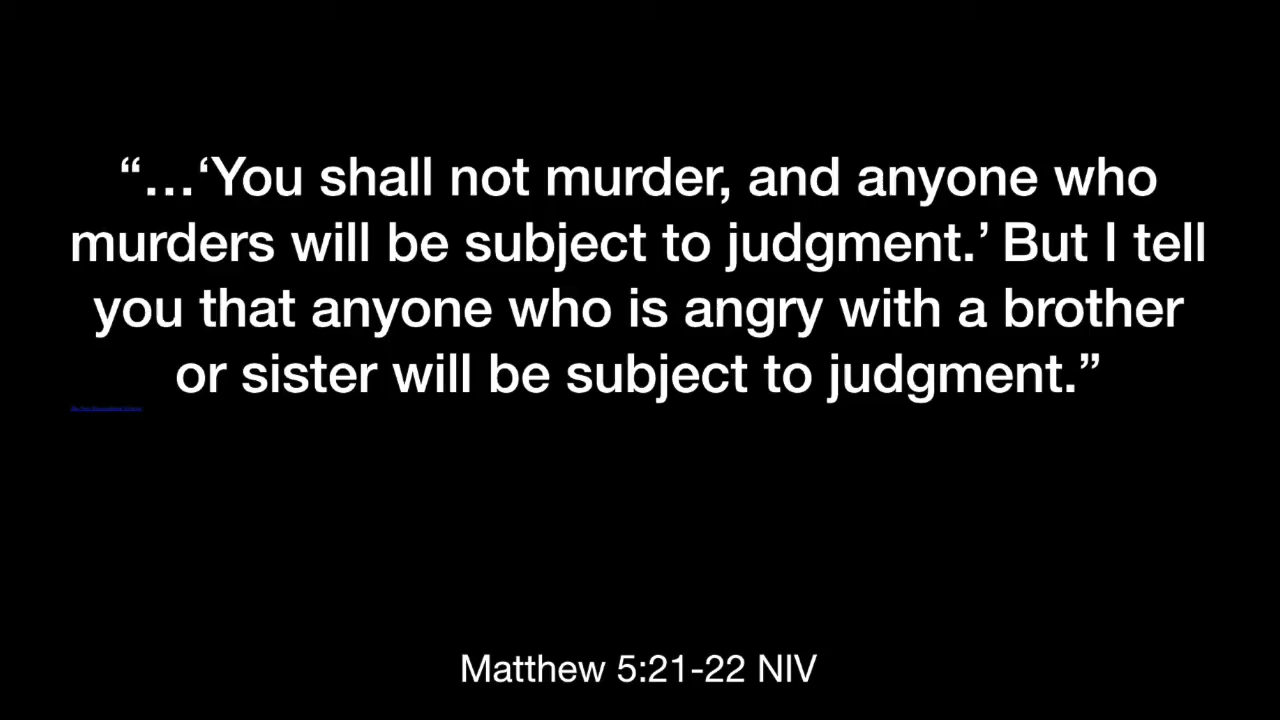 “…‘You shall not murder, and anyone who
murders will be subject to judgment.’ But I tell
you that anyone who is angry with a brother
or sister will be subject to judgment.”
Matthew 5:21-22 NIV